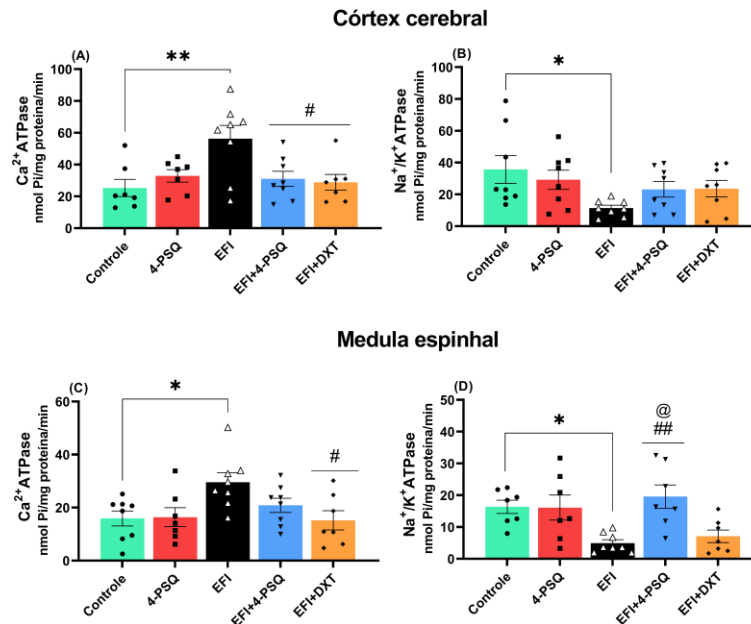 Córtex cerebral
(A)
Ca²⁺ATPase
nmol Pi/mg proteína/min
100
80
60
40
20
0
**
#
Controle
4-PSQ
EFI
EFI+4-PSQ
EFI+DXT
(B)
Na⁺/K⁺ATPase
nmol Pi/mg proteína/min
100
80
60
40
20
0
*
Controle
4-PSQ
EFI
EFI+4-PSQ
EFI+DXT
Medula espinhal
(C)
Ca²⁺ATPase
nmol Pi/mg proteína/min
60
40
20
0
*
#
Controle
4-PSQ
EFI
EFI+4-PSQ
EFI+DXT
(D)
Na⁺/K⁺ATPase
nmol Pi/mg proteína/min
50
40
30
20
10
0
*
@
##
Controle
4-PSQ
EFI
EFI+4-PSQ
EFI+DXT